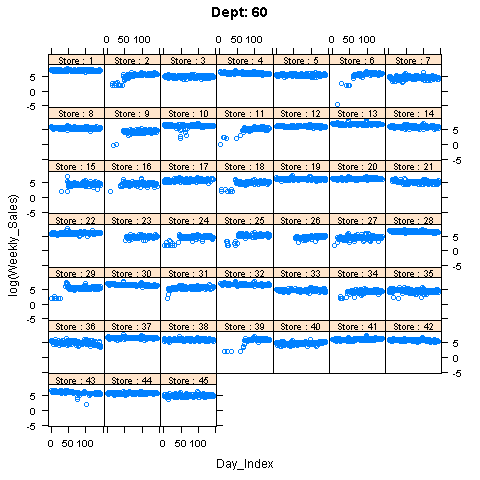 Dept: 60
0 50 100 0 50 100 0 50 100
Store : 1 Store : 2 Store : 3 Store : 4 Store : 5 Store : 6 Store : 7
5
0
-5
Store : 8 Store : 9 Store : 10 Store : 11 Store : 12 Store : 13 Store : 14
5
0
-5
Store : 15 Store : 16 Store : 17 Store : 18 Store : 19 Store : 20 Store : 21
5
0
-5
Store : 22 Store : 23 Store : 24 Store : 25 Store : 26 Store : 27 Store : 28
5
0
-5
Store : 29 Store : 30 Store : 31 Store : 32 Store : 33 Store : 34 Store : 35
5
0
-5
Store : 36 Store : 37 Store : 38 Store : 39 Store : 40 Store : 41 Store : 42
5
0
-5
Store : 43 Store : 44 Store : 45
5
0
-5
0 50 100 0 50 100
log(Weekly_Sales)
Day_Index